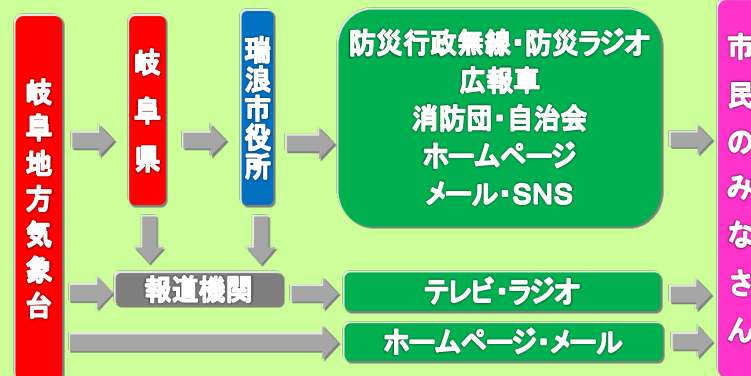 岐阜地方気象台
岐阜県
瑞浪市役所
防災行政無線・防災ラジオ
広報車
消防団・自治会
ホームページ
メール・SNS
報道機関
テレビ・ラジオ
ホームページ・メール
市民のみなさん